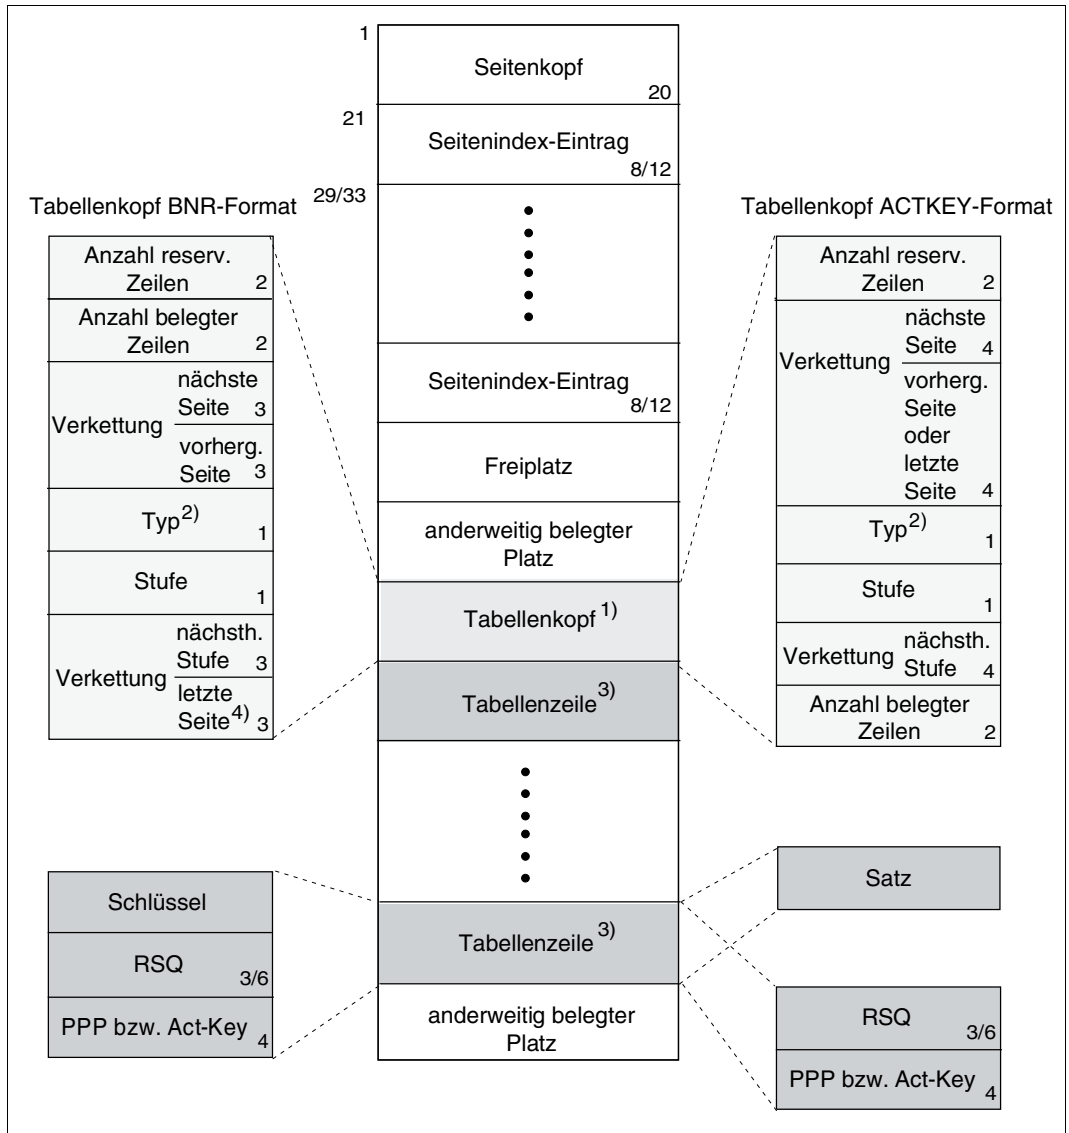 1
Seitenkopf
20
21
Seitenindex-Eintrag
8/12
29/33
Tabellenkopf BNR-Format
Anzahl reserv.
Zeilen 2
Anzahl belegter
Zeilen 2
Verkettung
nächste
Seite 3
vorherg.
Seite 3
Typ2)
1
Stufe
1
Verkettung
nächsth.
Stufe 3
letzte
Seite4) 3
Seitenindex-Eintrag
8/12
Freiplatz
anderweitig belegter
Platz
Tabellenkopf1)
Tabellenzeile3)
Tabellenkopf ACTKEY-Format
Anzahl reserv.
Zeilen 2
Verkettung
nächste
Seite 4
vorherg.
Seite
oder
letzte
Seite 4
Typ2)
1
Stufe
1
Verkettung
nächsth.
Stufe 4
Anzahl belegter
Zeilen 2
Schlüssel
RSQ
3/6
PPP bzw. Act-Key 4
Tabellenzeile3)
anderweitig belegter
Platz
Satz
RSQ
3/6
PPP bzw. Act-Key 4